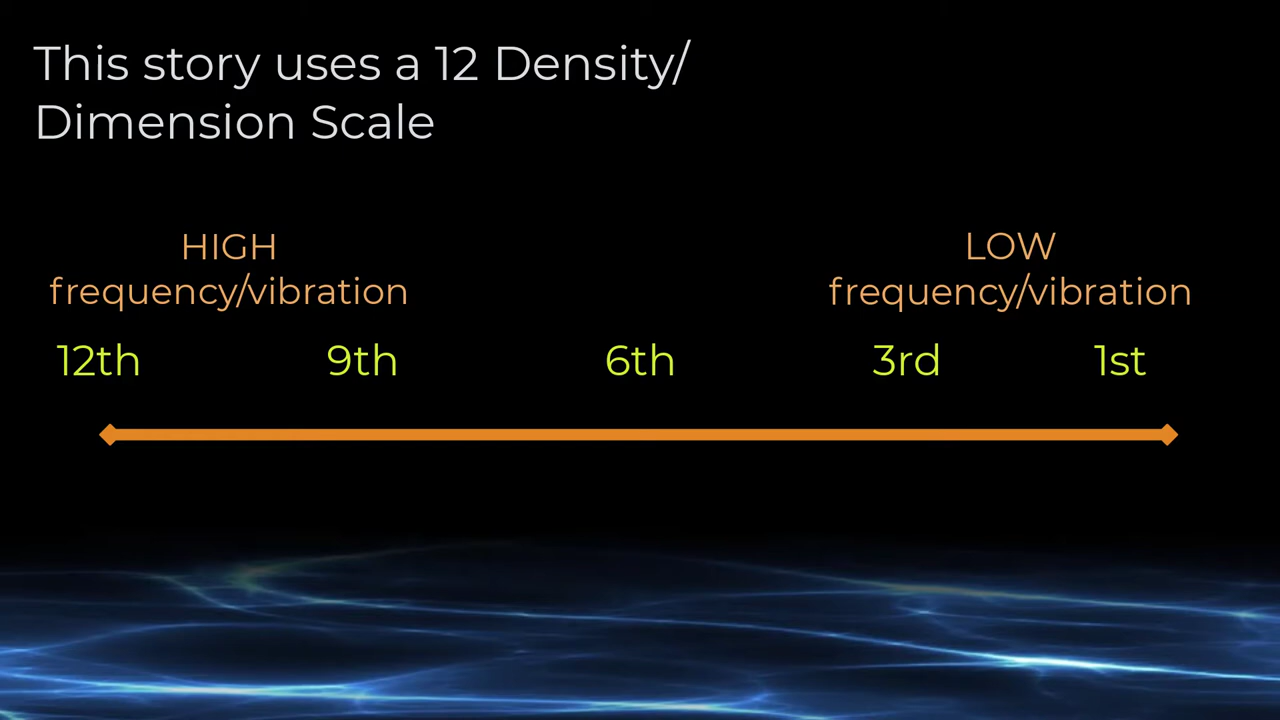 This story uses a 12 Density/
Dimension Scale
HIGH
frequency/vibration
LOW
frequency/vibration
12th 9th 6th 3rd 1st